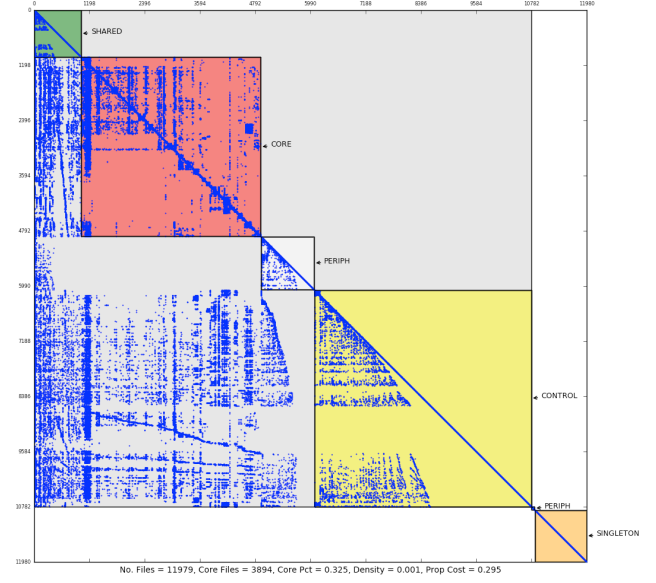 0 1198 2396 3594 4792 5990 7188 8386 9584 10782 11980
0
SHARED
1198
2396
CORE
3594
4792
PERIPH
5990
7188
8386
CONTROL
9584
10782
PERIPH
SINGLETON
11980
No. Files = 11979, Core Files = 3894, Core Pct = 0.325, Density = 0.001, Prop Cost = 0.295